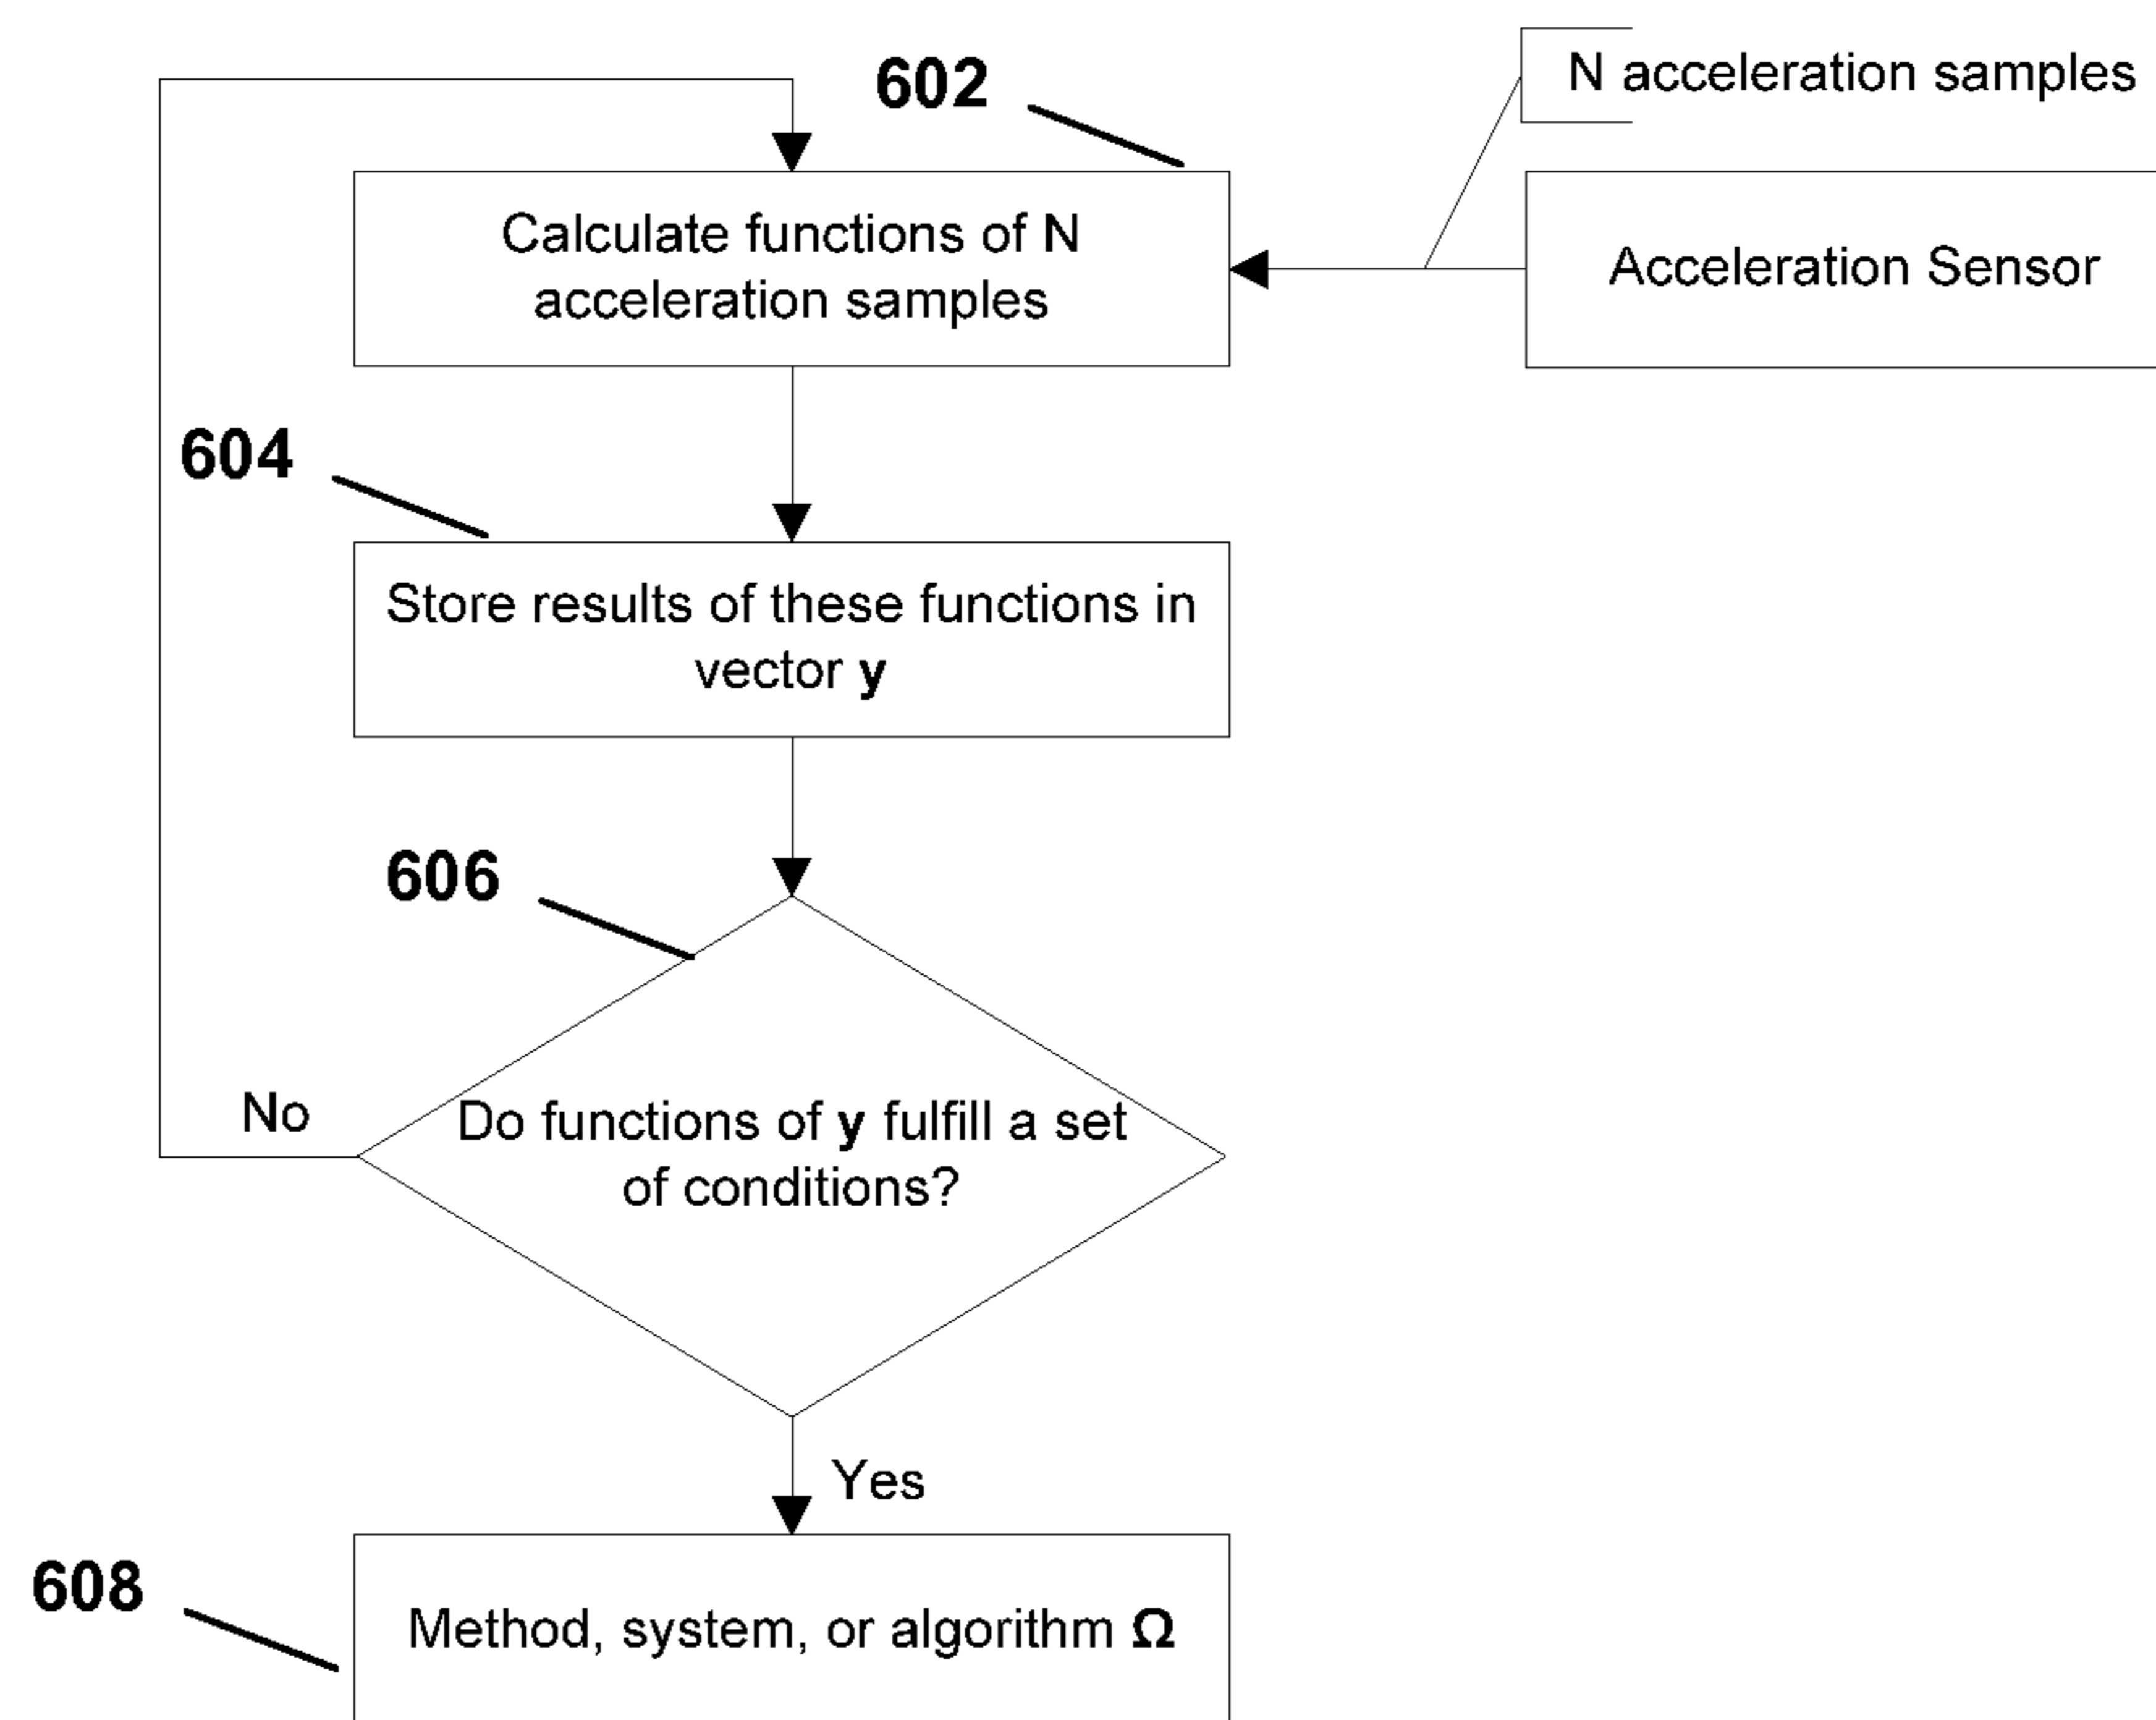 602
N acceleration samples
Calculate functions of N
acceleration samples
Acceleration Sensor
604
Store results of these functions in
vector y
606
No
Do functions of y fulfill a set
of conditions?
Yes
608
Method, system, or algorithm Ω